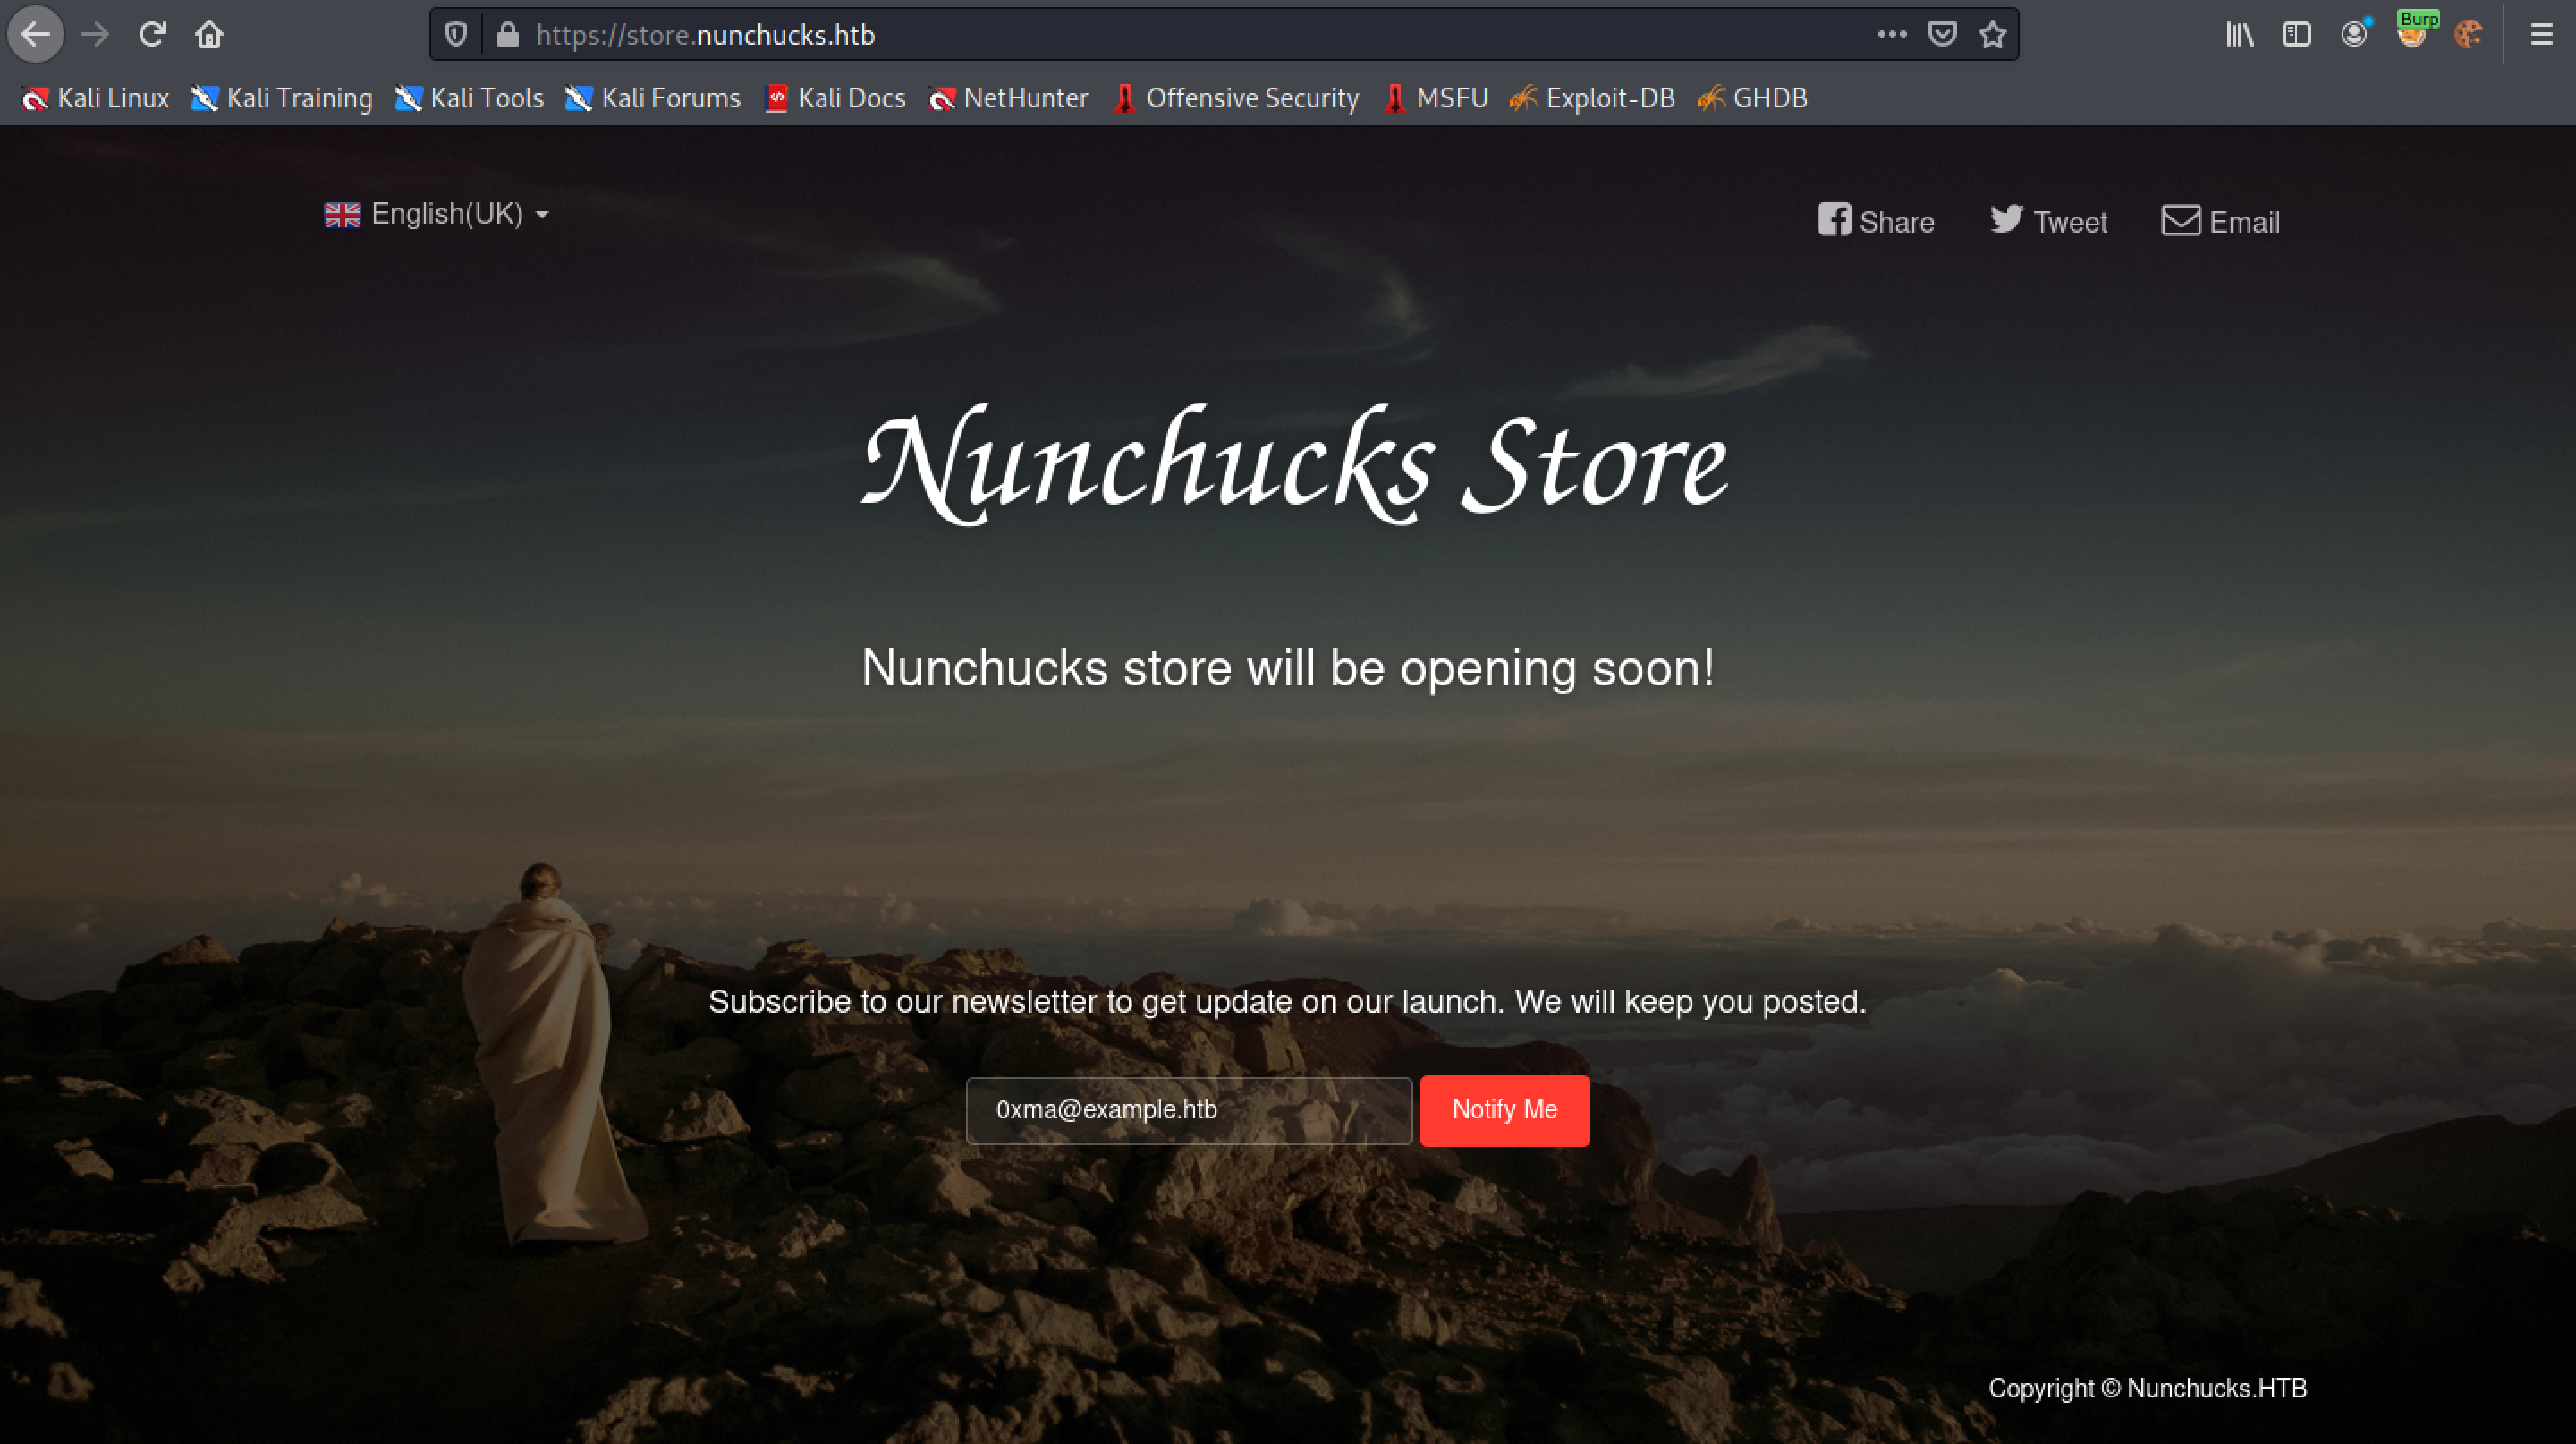 https://store.nunchucks.htb
Burp
Kali Linux Kali Training Kali Tools Kali Forums Kali Docs NetHunter Offensive Security MSFU Exploit-DB GHDB
English(UK) Share Tweet Email
Nunchucks Store
Nunchucks store will be opening soon!
Subscribe to our newsletter to get update on our launch. We will keep you posted.
0xma@example.htb Notify Me
Copyright © Nunchucks.HTB